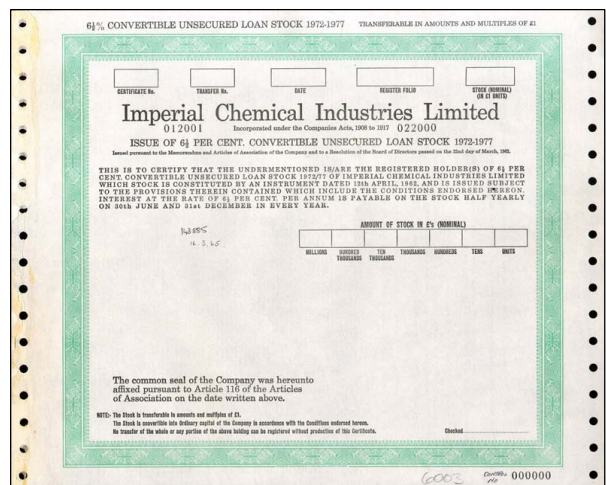 6½% CONVERTIBLE UNSECURED LOAN STOCK 1972-1977 TRANSFERABLE IN AMOUNTS AND MULTIPLES OF £1
CERTIFICATE No. TRANSFER No. DATE REGISTER FOLIO STOCK (NOMINAL)
(IN £1 UNITS)
Imperial Chemical Industries Limited
012001 Incorporated under the Companies Acts, 1908 to 1917 022000
ISSUE OF 6½ PER CENT. CONVERTIBLE UNSECURED LOAN STOCK 1972-1977
Issued pursuant to the Memorandum and Articles of Association of the Company and to a Resolution of the Board of Directors passed on the 22nd day of March, 1962.
THIS IS TO CERTIFY THAT THE UNDERMENTIONED IS/ARE THE REGISTERED HOLDER(S) OF 6½ PER
CENT. CONVERTIBLE UNSECURED LOAN STOCK 1972/77 OF IMPERIAL CHEMICAL INDUSTRIES LIMITED
WHICH STOCK IS CONSTITUTED BY AN INSTRUMENT DATED 12th APRIL, 1962, AND IS ISSUED SUBJECT
TO THE PROVISIONS THEREIN CONTAINED WHICH INCLUDE THE CONDITIONS ENDORSED HEREON.
INTEREST AT THE RATE OF 6½ PER CENT. PER ANNUM IS PAYABLE ON THE STOCK HALF YEARLY
ON 30th JUNE AND 31st DECEMBER IN EVERY YEAR.
AMOUNT OF STOCK IN £'s (NOMINAL)
MILLIONS HUNDRED THOUSANDS TEN THOUSANDS THOUSANDS HUNDREDS TENS UNITS
The common seal of the Company was hereunto
affixed pursuant to Article 116 of the Articles
of Association on the date written above.
NOTE:- The Stock is transferable in amounts and multiples of £1.
The Stock is convertible into Ordinary capital of the Company in accordance with the Conditions endorsed hereon.
No transfer of the whole or any portion of the above holding can be registered without production of this Certificate. Checked
6003 000000